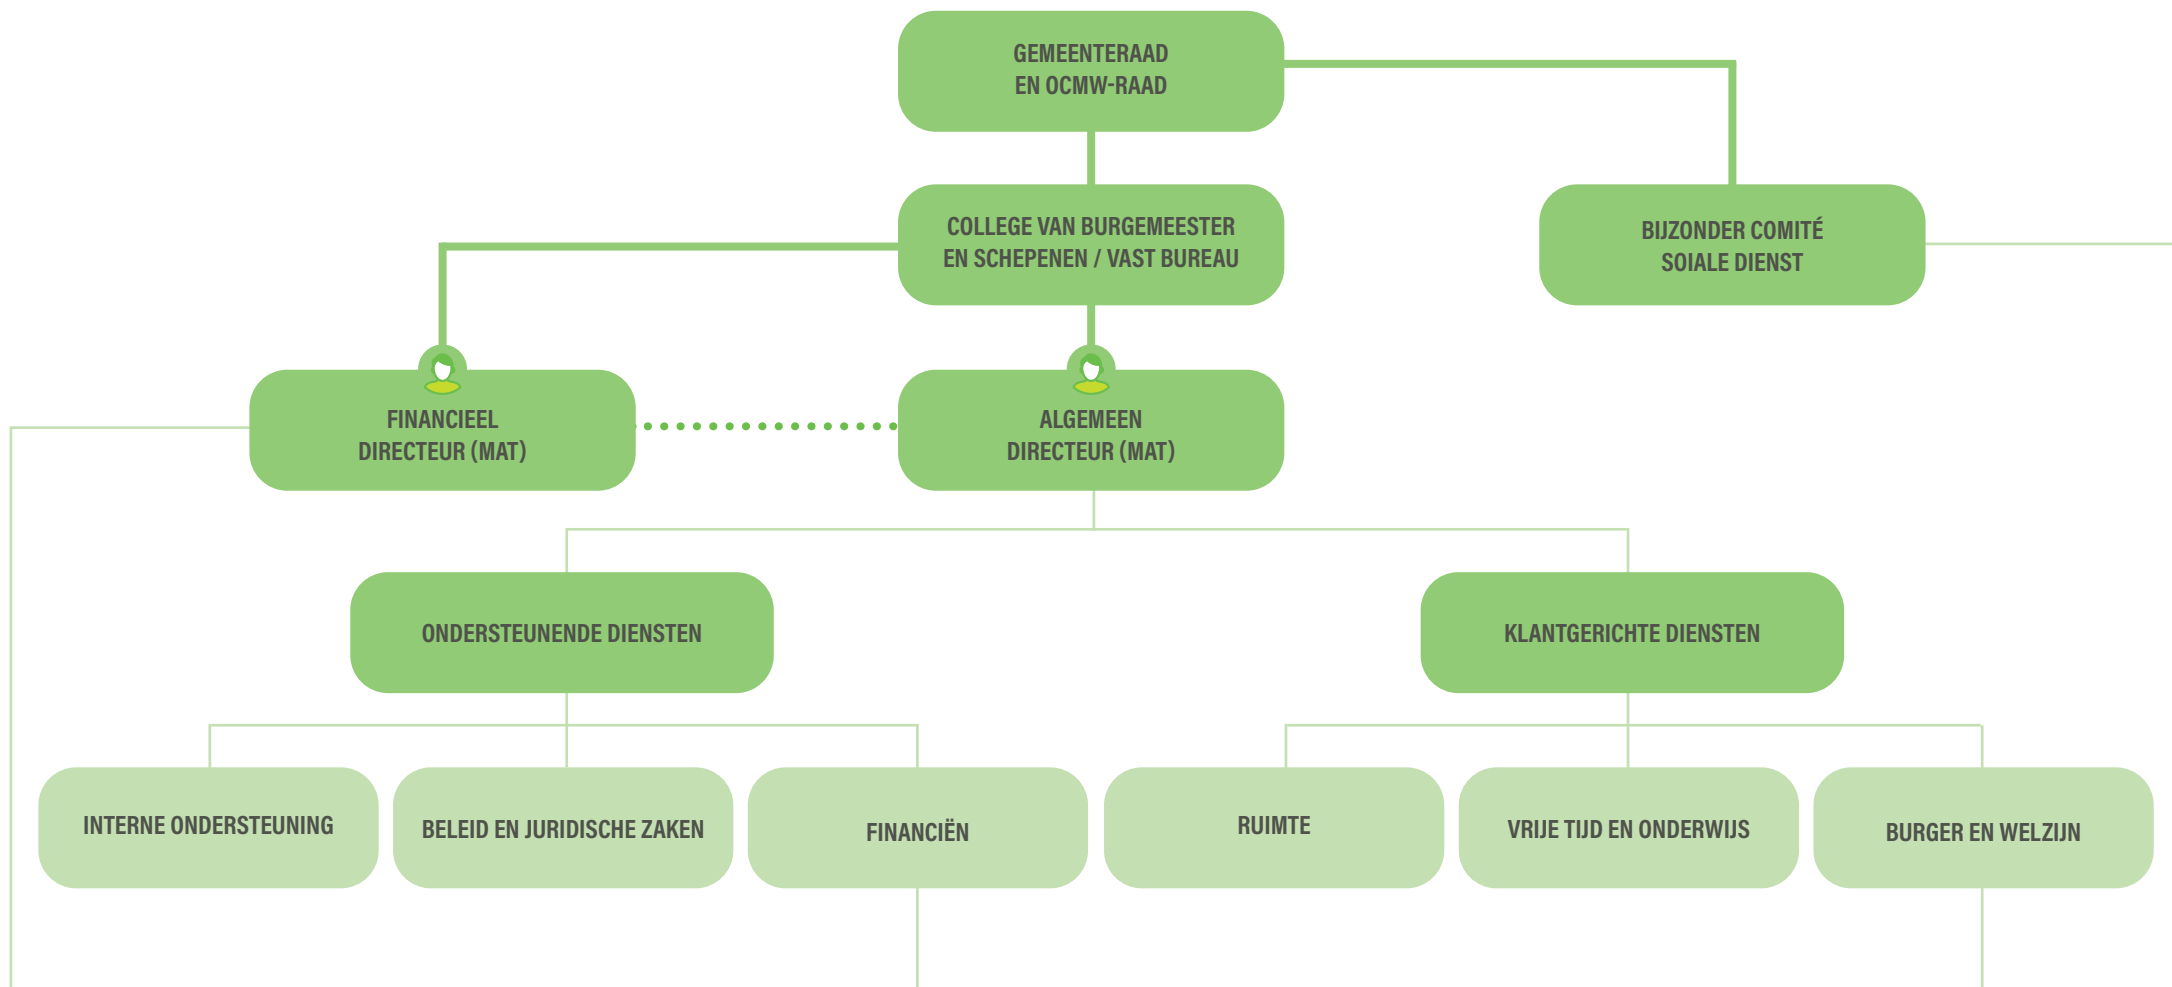 GEMEENTERAAD
EN OCMW-RAAD
COLLEGE VAN BURGEMEESTER
EN SCHEPENEN / VAST BUREAU
BIJZONDER COMITÉ
SOIALE DIENST
FINANCIEEL
DIRECTEUR (MAT)
ALGEMEEN
DIRECTEUR (MAT)
ONDERSTEUNENDE DIENSTEN
KLANTGERICHTE DIENSTEN
INTERNE ONDERSTEUNING
BELEID EN JURIDISCHE ZAKEN
FINANCIËN
RUIMTE
VRIJE TIJD EN ONDERWIJS
BURGER EN WELZIJN